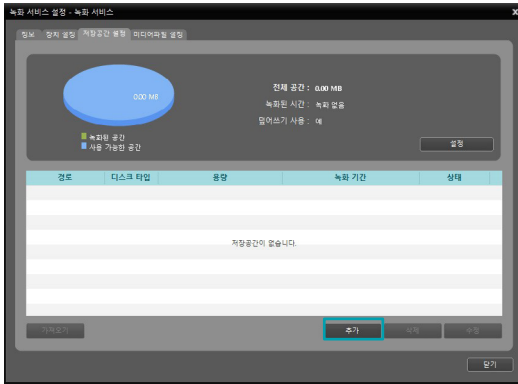 녹화 서비스 설정 - 녹화 서비스
X
정보 장치 설정 저장공간 설정 미디어파일 설정
0.00 MB
전체 공간 : 0.00 MB
녹화된 시간 : 녹화 없음
덮어쓰기 사용 : 예
녹화된 공간
사용 가능한 공간
설정
경로 디스크 타입 용량 녹화 기간 상태
저장공간이 없습니다.
가져오기 추가 삭제 수정
닫기